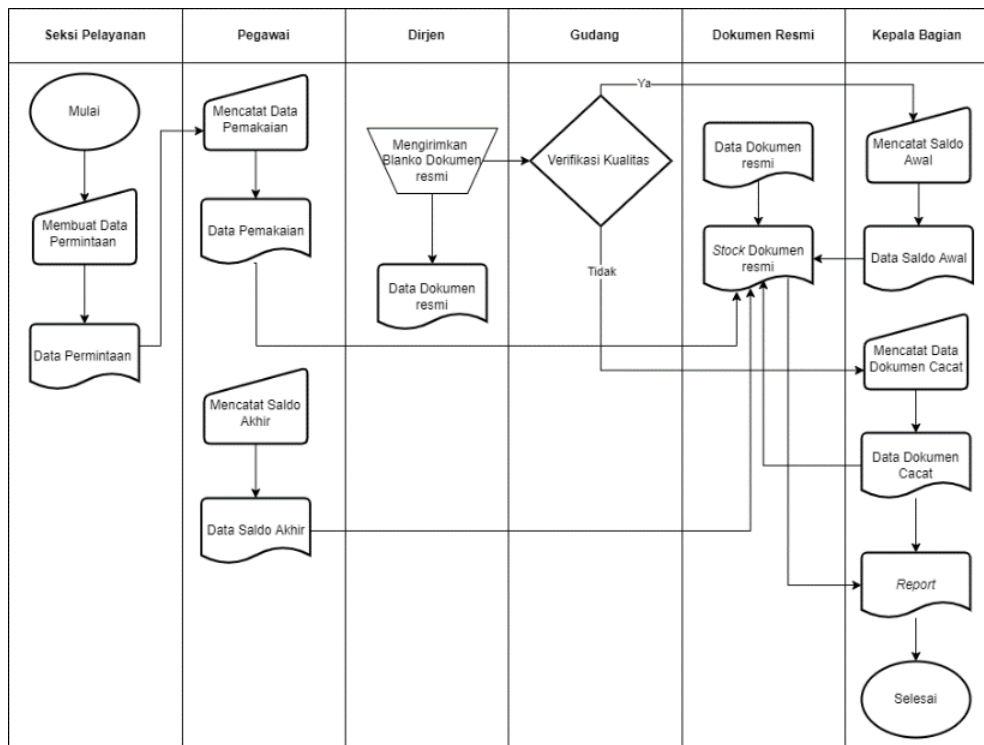 Seksi Pelayanan
Pegawai
Dirjen
Gudang
Dokumen Resmi
Kepala Bagian
Mulai
Membuat Data
Permintaan
Data Permintaan
Mencatat Data
Pemakaian
Data Pemakaian
Mencatat Saldo
Akhir
Data Saldo Akhir
Mengirimkan
Blanko Dokumen
resmi
Data Dokumen
resmi
Verifikasi Kualitas
Ya
Tidak
Data Dokumen
resmi
Stock Dokumen
resmi
Mencatat Saldo
Awal
Data Saldo Awal
Mencatat Data
Dokumen Cacat
Data Dokumen
Cacat
Report
Selesai